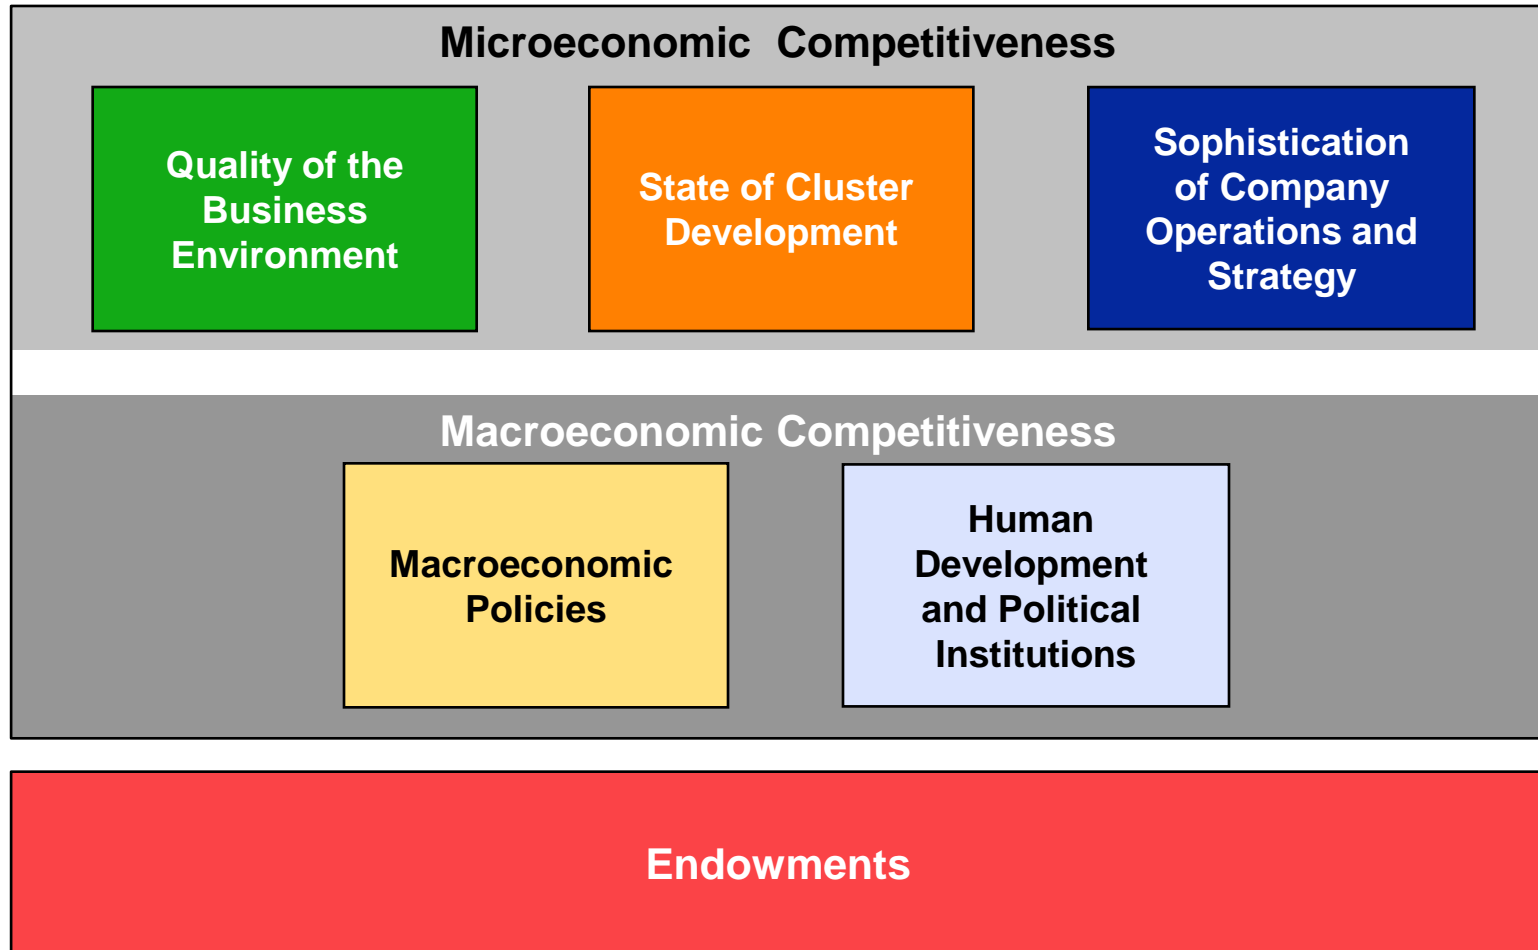 Microeconomic Competitiveness
Quality of the
Business
Environment
State of Cluster
Development
Sophistication
of Company
Operations and
Strategy
Macroeconomic Competitiveness
Macroeconomic
Policies
Human
Development
and Political
Institutions
Endowments